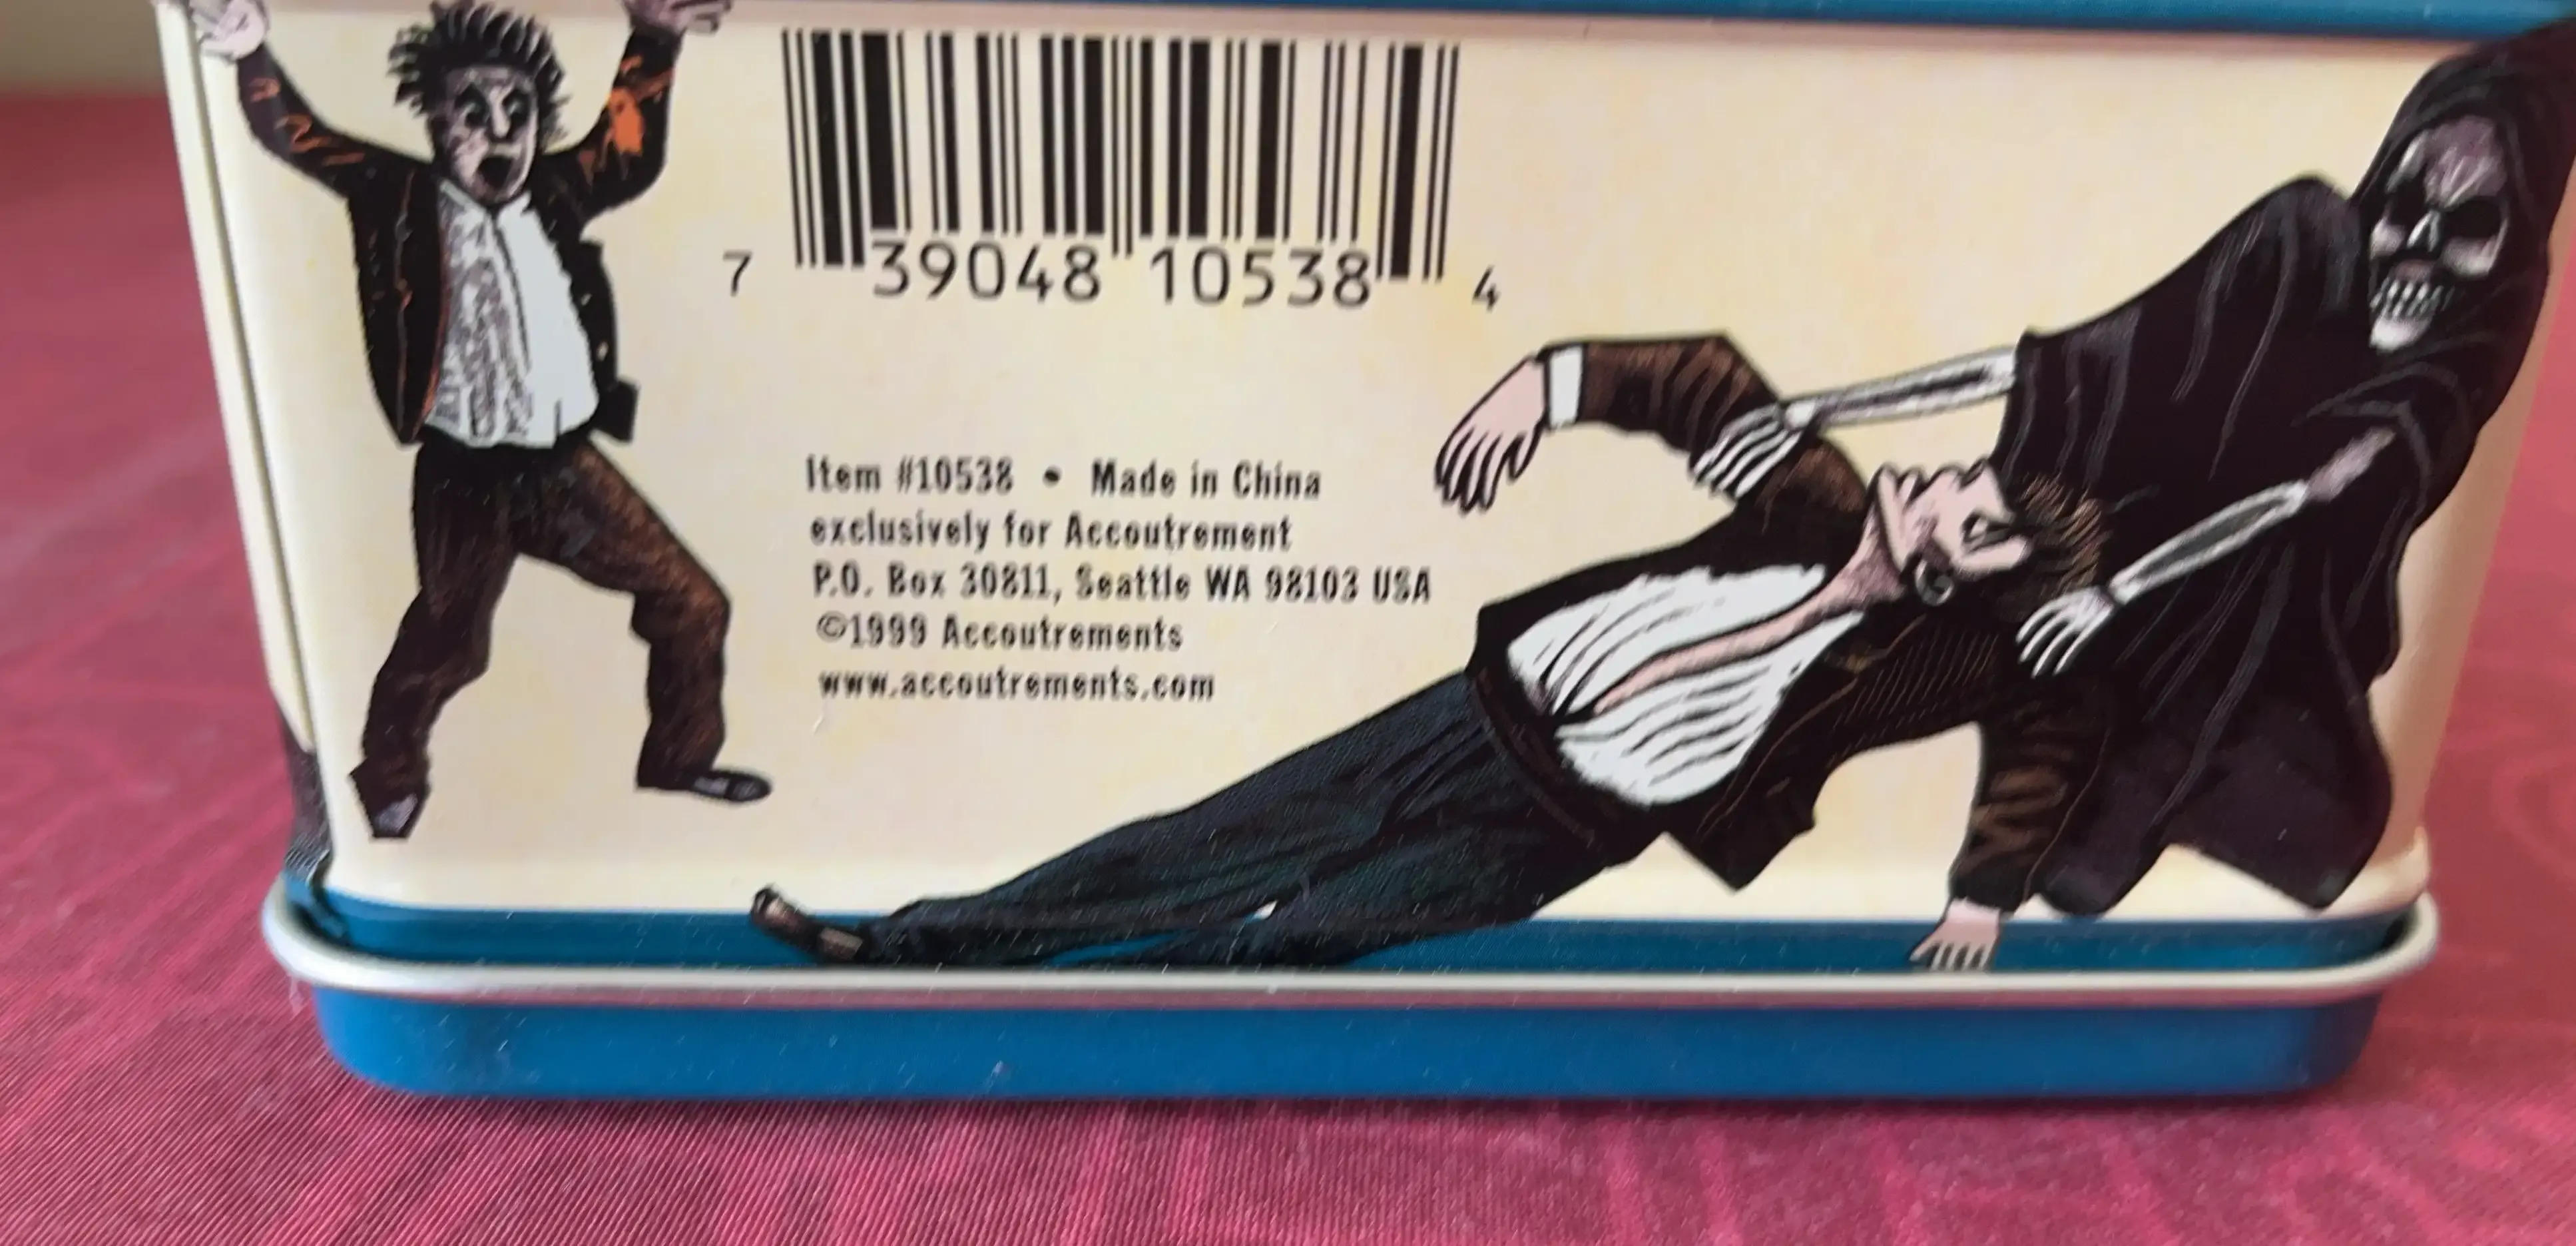 7 39048 10538 4
Item #10538 • Made in China
exclusively for Accoutrement
P.O. Box 30811, Seattle WA 98103 USA
©1999 Accoutrements
www.accoutrements.com